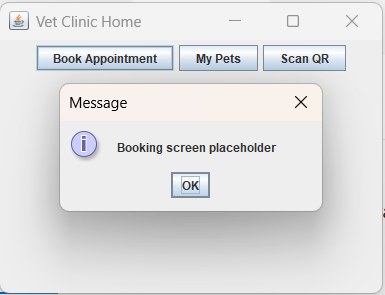 Vet Clinic Home
Book Appointment My Pets Scan QR
Message
Booking screen placeholder
OK